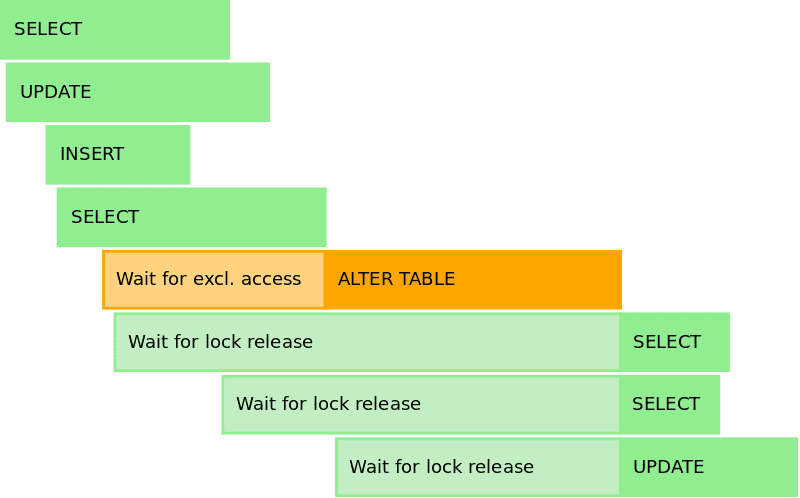 SELECT
UPDATE
INSERT
SELECT
Wait for excl. access ALTER TABLE
Wait for lock release SELECT
Wait for lock release SELECT
Wait for lock release UPDATE